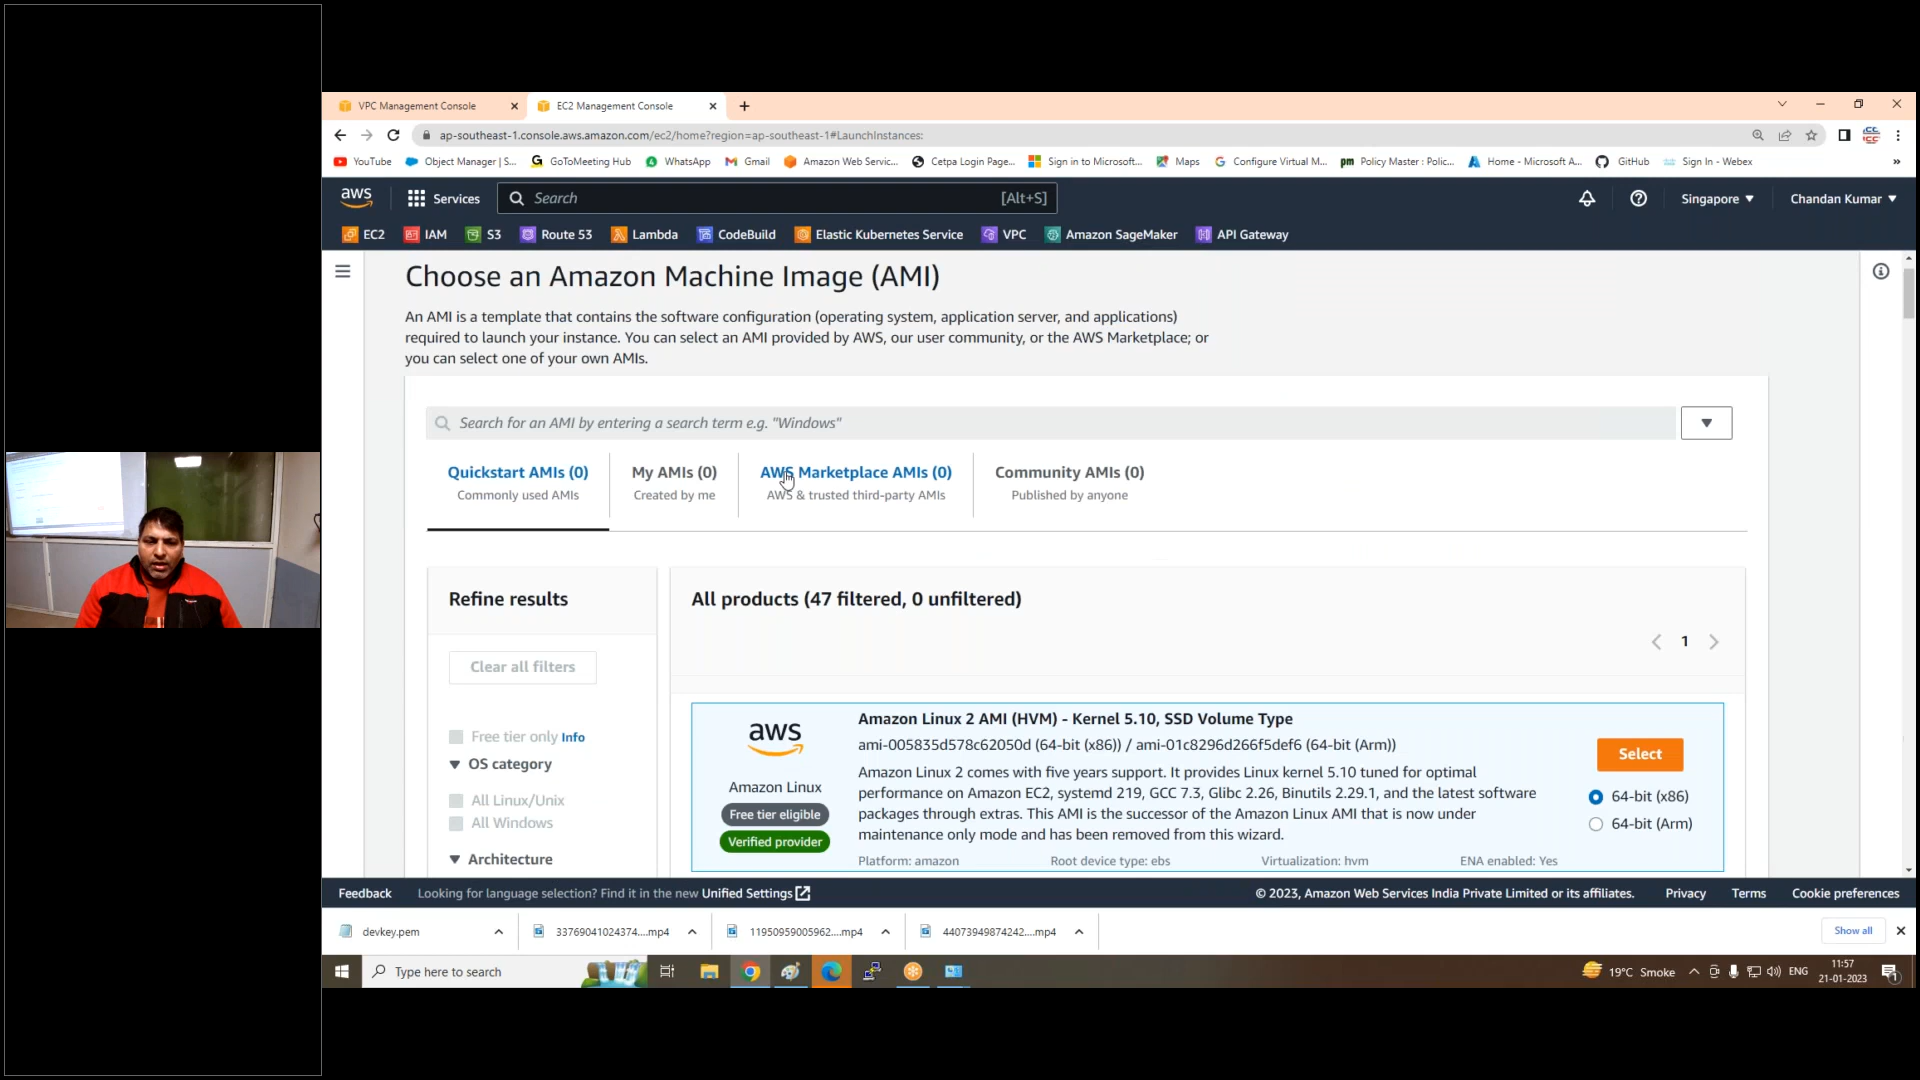 VPC Management Console
EC2 Management Console
ap-southeast-1.console.aws.amazon.com/ec2/home?region=ap-southeast-1#LaunchInstances:
YouTube
Object Manager | S...
GoToMeeting Hub
WhatsApp
Gmail
Amazon Web Servic...
Cetpa Login Page...
Sign in to Microsoft...
Maps
Configure Virtual M...
pm Policy Master : Polic...
Home - Microsoft A...
GitHub
Sign In - Webex
»
aws
Services
Search
[Alt+S]
Singapore
Chandan Kumar
EC2
IAM
S3
Route 53
Lambda
CodeBuild
Elastic Kubernetes Service
VPC
Amazon SageMaker
API Gateway
Choose an Amazon Machine Image (AMI)
An AMI is a template that contains the software configuration (operating system, application server, and applications)
required to launch your instance. You can select an AMI provided by AWS, our user community, or the AWS Marketplace; or
you can select one of your own AMIs.
Search for an AMI by entering a search term e.g. "Windows"
Quickstart AMIs (0)
Commonly used AMIs
My AMIs (0)
Created by me
AWS Marketplace AMIs (0)
AWS & trusted third-party AMIs
Community AMIs (0)
Published by anyone
Refine results
Clear all filters
Free tier only Info
OS category
All Linux/Unix
All Windows
Architecture
All products (47 filtered, 0 unfiltered)
1
aws
Amazon Linux
Free tier eligible
Verified provider
Amazon Linux 2 AMI (HVM) - Kernel 5.10, SSD Volume Type
ami-005835d578c62050d (64-bit (x86)) / ami-01c8296d266f5def6 (64-bit (Arm))
Amazon Linux 2 comes with five years support. It provides Linux kernel 5.10 tuned for optimal
performance on Amazon EC2, systemd 219, GCC 7.3, Glibc 2.26, Binutils 2.29.1, and the latest software
packages through extras. This AMI is the successor of the Amazon Linux AMI that is now under
maintenance only mode and has been removed from this wizard.
Platform: amazon
Root device type: ebs
Virtualization: hvm
ENA enabled: Yes
Select
64-bit (x86)
64-bit (Arm)
Feedback
Looking for language selection? Find it in the new Unified Settings
© 2023, Amazon Web Services India Private Limited or its affiliates.
Privacy
Terms
Cookie preferences
devkey.pem
33769041024374....mp4
11950959005962....mp4
44073949874242....mp4
Show all
Type here to search
19°C Smoke
ENG
11:57
21-01-2023